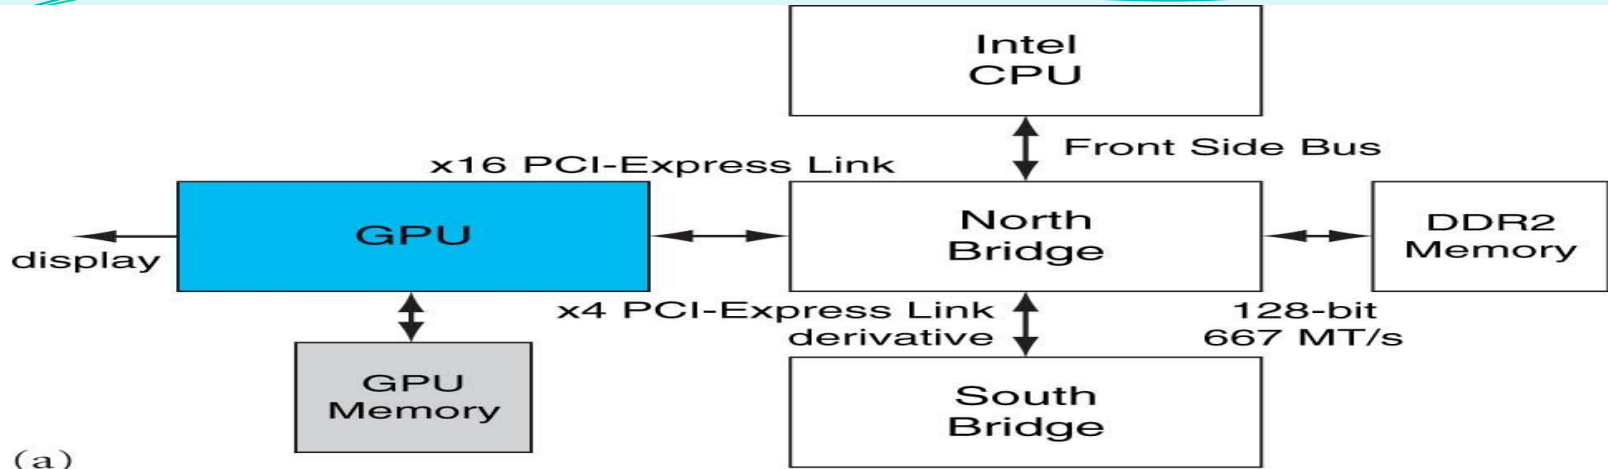 Intel
CPU
Front Side Bus
x16 PCI-Express Link
GPU
North
Bridge
DDR2
Memory
display
x4 PCI-Express Link
derivative
128-bit
667 MT/s
GPU
Memory
South
Bridge
(a)